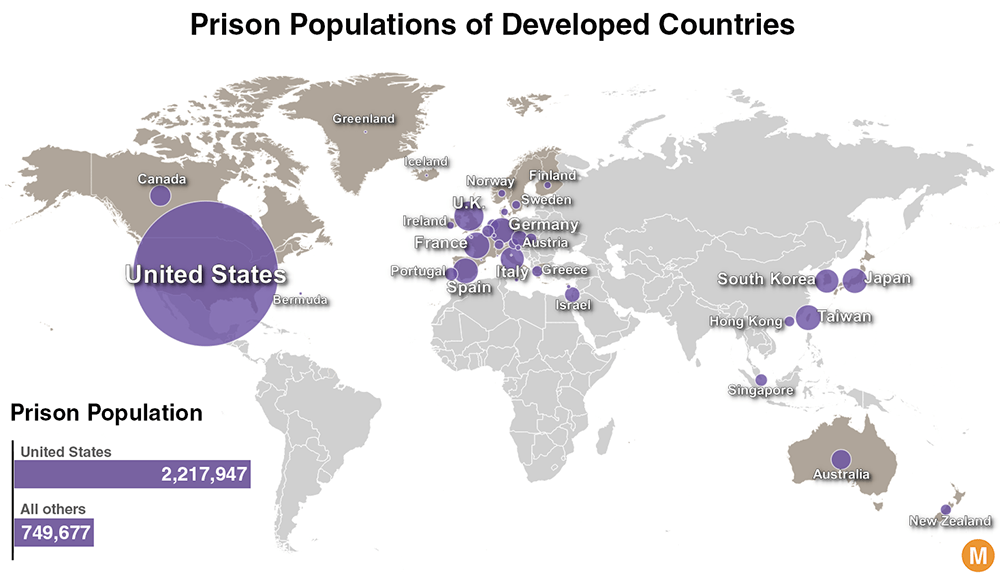 Prison Populations of Developed Countries
Greenland
Iceland
Canada
Norway
Finland
U.K.
Sweden
Ireland
Germany
France
Austria
Portugal
Italy
Greece
Spain
United States
Bermuda
Israel
South Korea
Japan
Hong Kong
Taiwan
Singapore
Australia
New Zealand
Prison Population
United States
2,217,947
All others
749,677
M